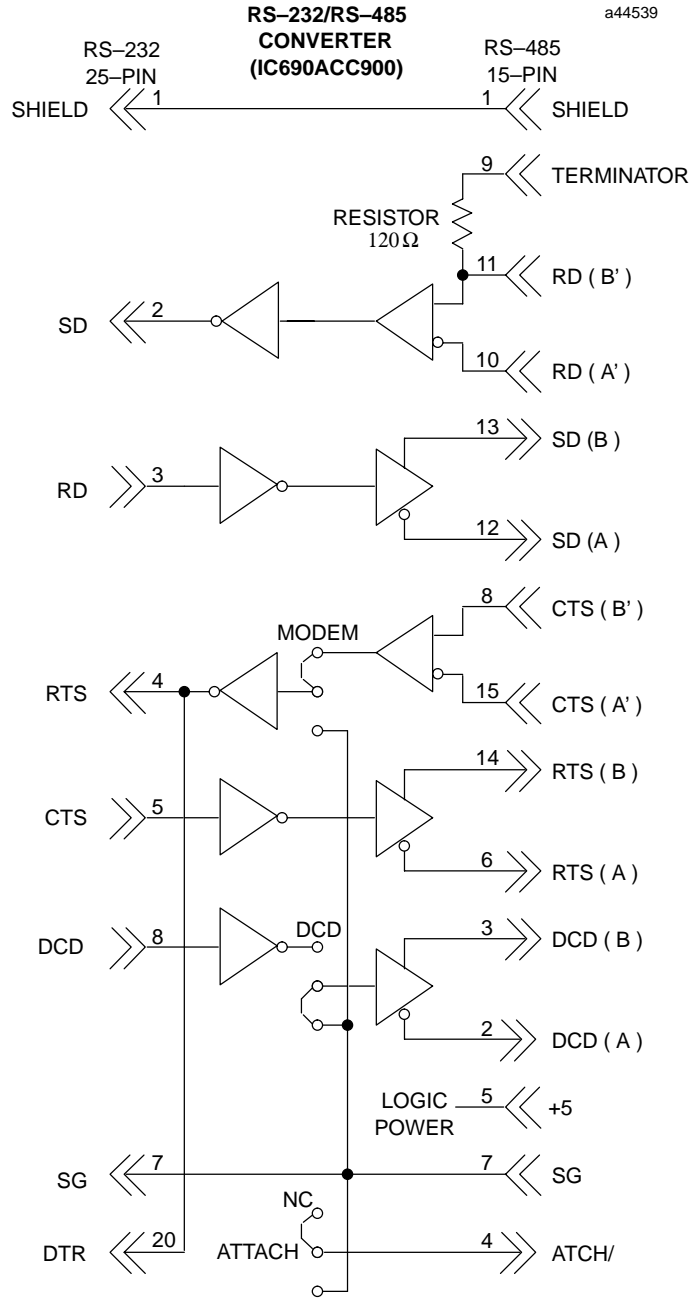 RS–232/RS–485
CONVERTER
(IC690ACC900)
a44539
RS–232
25–PIN
RS–485
15–PIN
SHIELD 1 1 SHIELD
9 TERMINATOR
RESISTOR
120Ω
11 RD ( B’ )
SD 2
10 RD ( A’ )
13 SD (B )
RD 3
12 SD (A )
8 CTS ( B’ )
MODEM
RTS 4
15 CTS ( A’ )
14 RTS ( B )
CTS 5
6 RTS ( A )
DCD 8 DCD
3 DCD ( B )
2 DCD ( A )
LOGIC
POWER
5 +5
SG 7 7 SG
NC
DTR 20 ATTACH 4 ATCH/